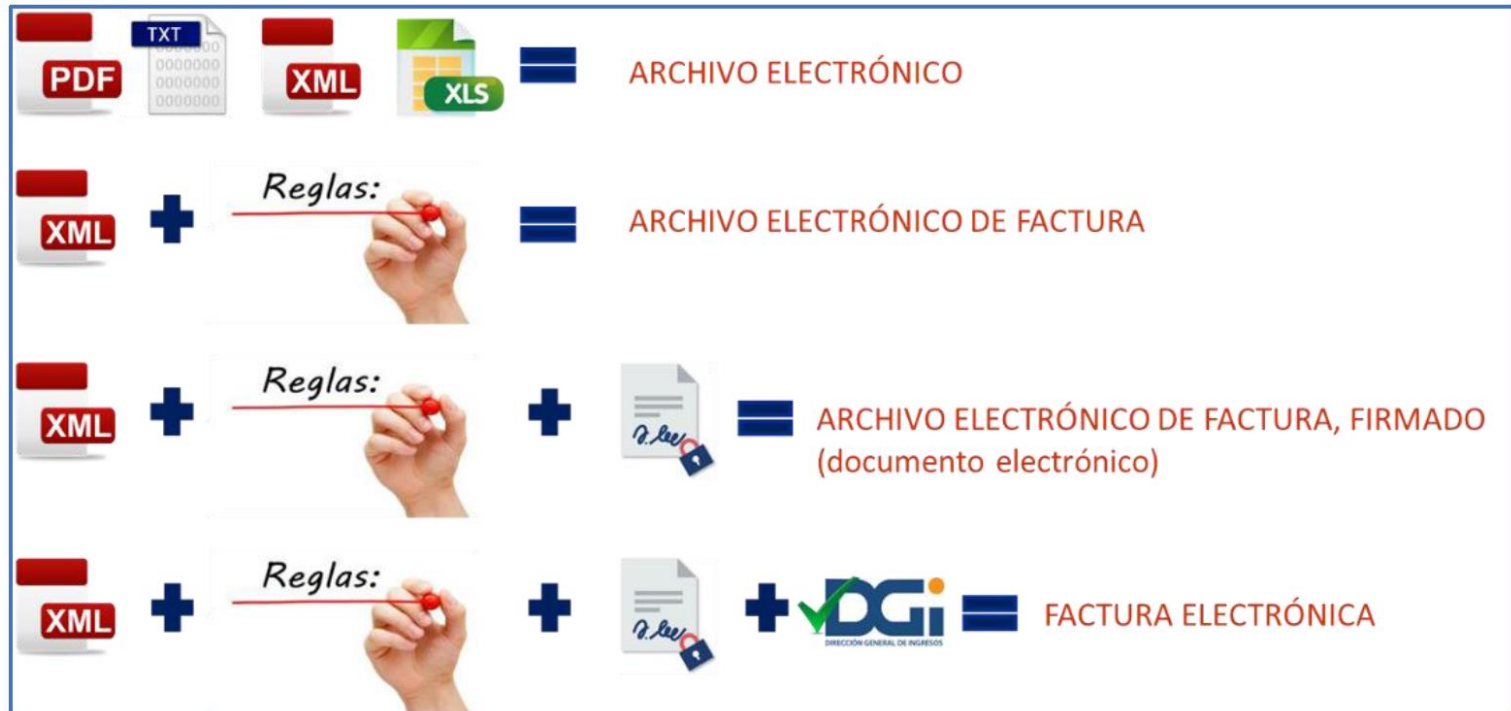 PDF TXT XML XLS ARCHIVO ELECTRÓNICO
0000000
0000000
0000000
0000000
XML Reglas: ARCHIVO ELECTRÓNICO DE FACTURA
XML Reglas: ARCHIVO ELECTRÓNICO DE FACTURA, FIRMADO
(documento electrónico)
XML Reglas: DGi FACTURA ELECTRÓNICA
DIRECCIÓN GENERAL DE INGRESOS